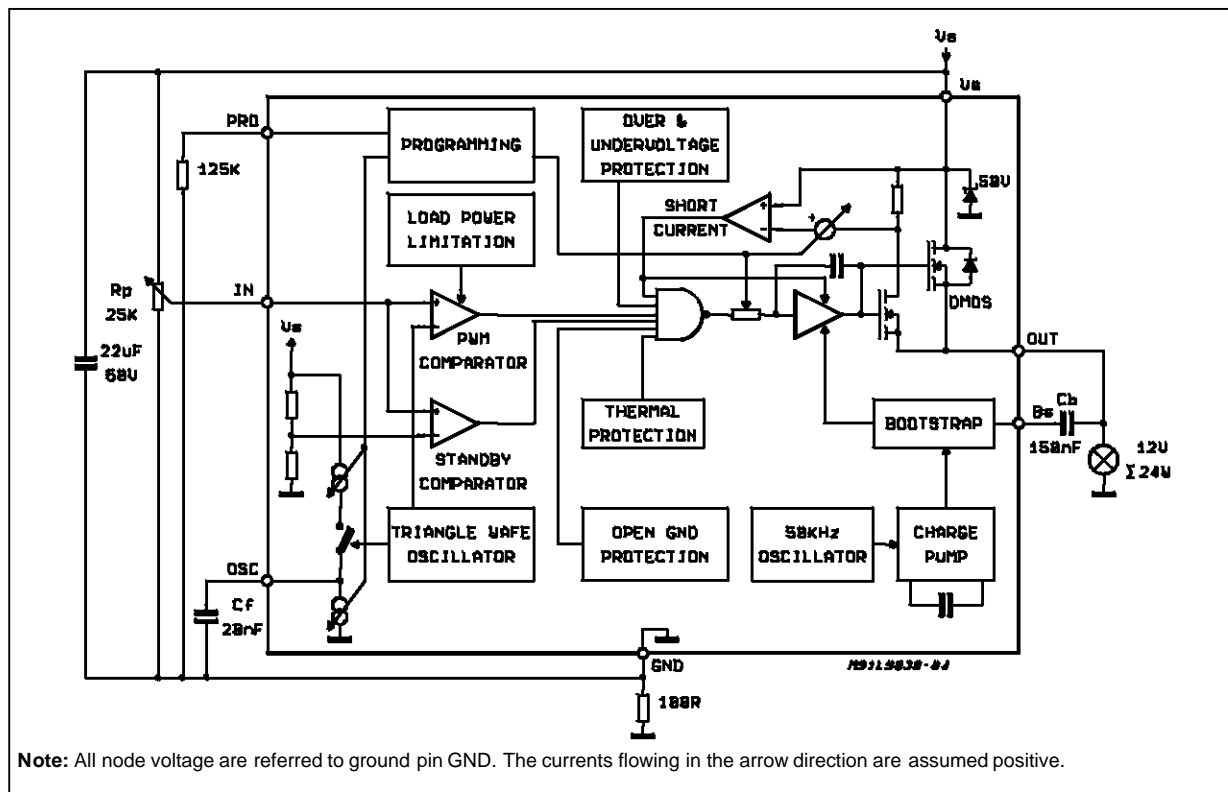 Vs
Vs
PRO
PROGRAMMING
OVER &
UNDERVOLTAGE
PROTECTION
125K
50V
LOAD POWER
LIMITATION
SHORT
CURRENT
+
-
+
Rp
25K
IN
+
-
PWM
COMPARATOR
DMOS
Vs
22uF
OUT
THERMAL
PROTECTION
BOOTSTRAP
Bs
Cb
150nF
12V
Σ24W
+
-
STANDBY
COMPARATOR
TRIANGLE WAFE
OSCILLATOR
OPEN GND
PROTECTION
50KHz
OSCILLATOR
CHARGE
PUMP
OSC
Cf
20nF
GND
100R
Note: All node voltage are referred to ground pin GND. The currents flowing in the arrow direction are assumed positive.